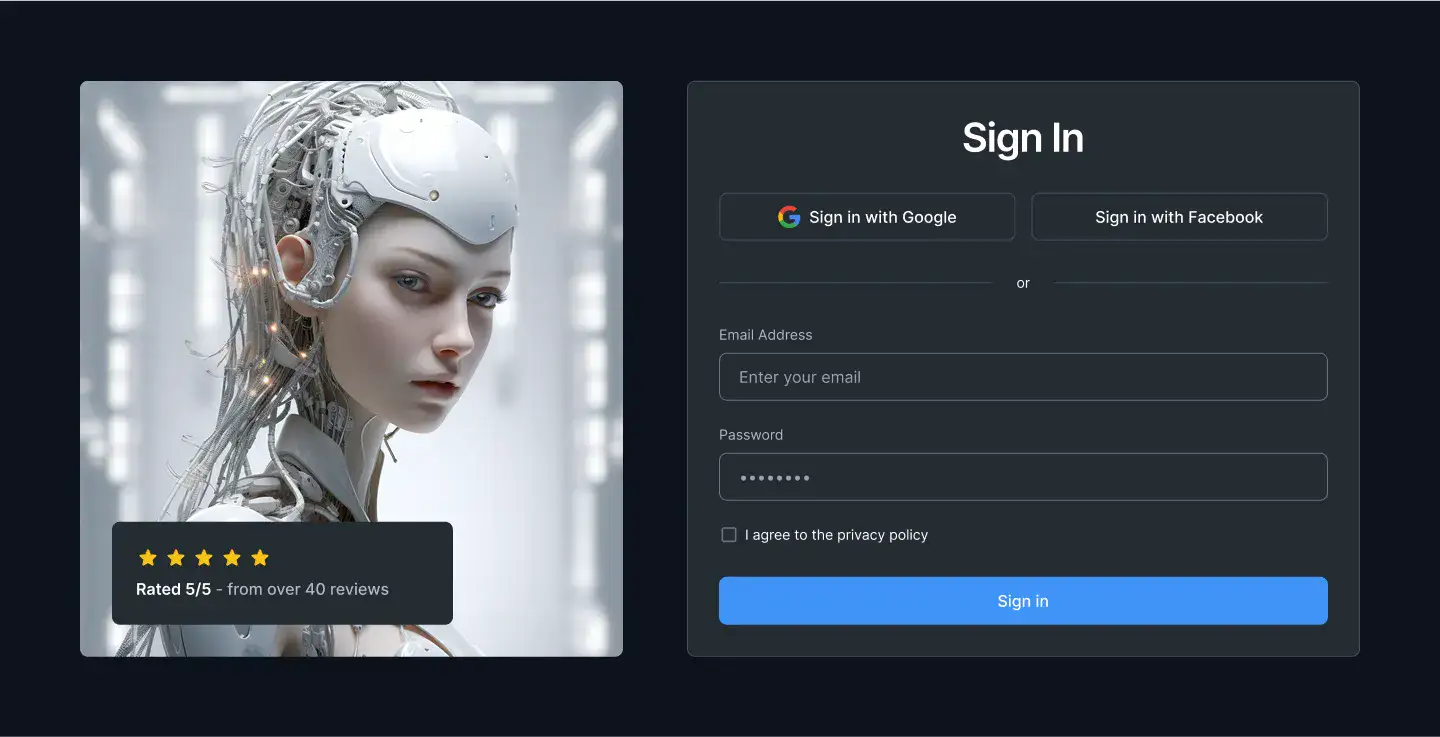 Sign In
Sign in with Google
Sign in with Facebook
or
Email Address
Enter your email
Password
I agree to the privacy policy
Sign in
Rated 5/5 - from over 40 reviews